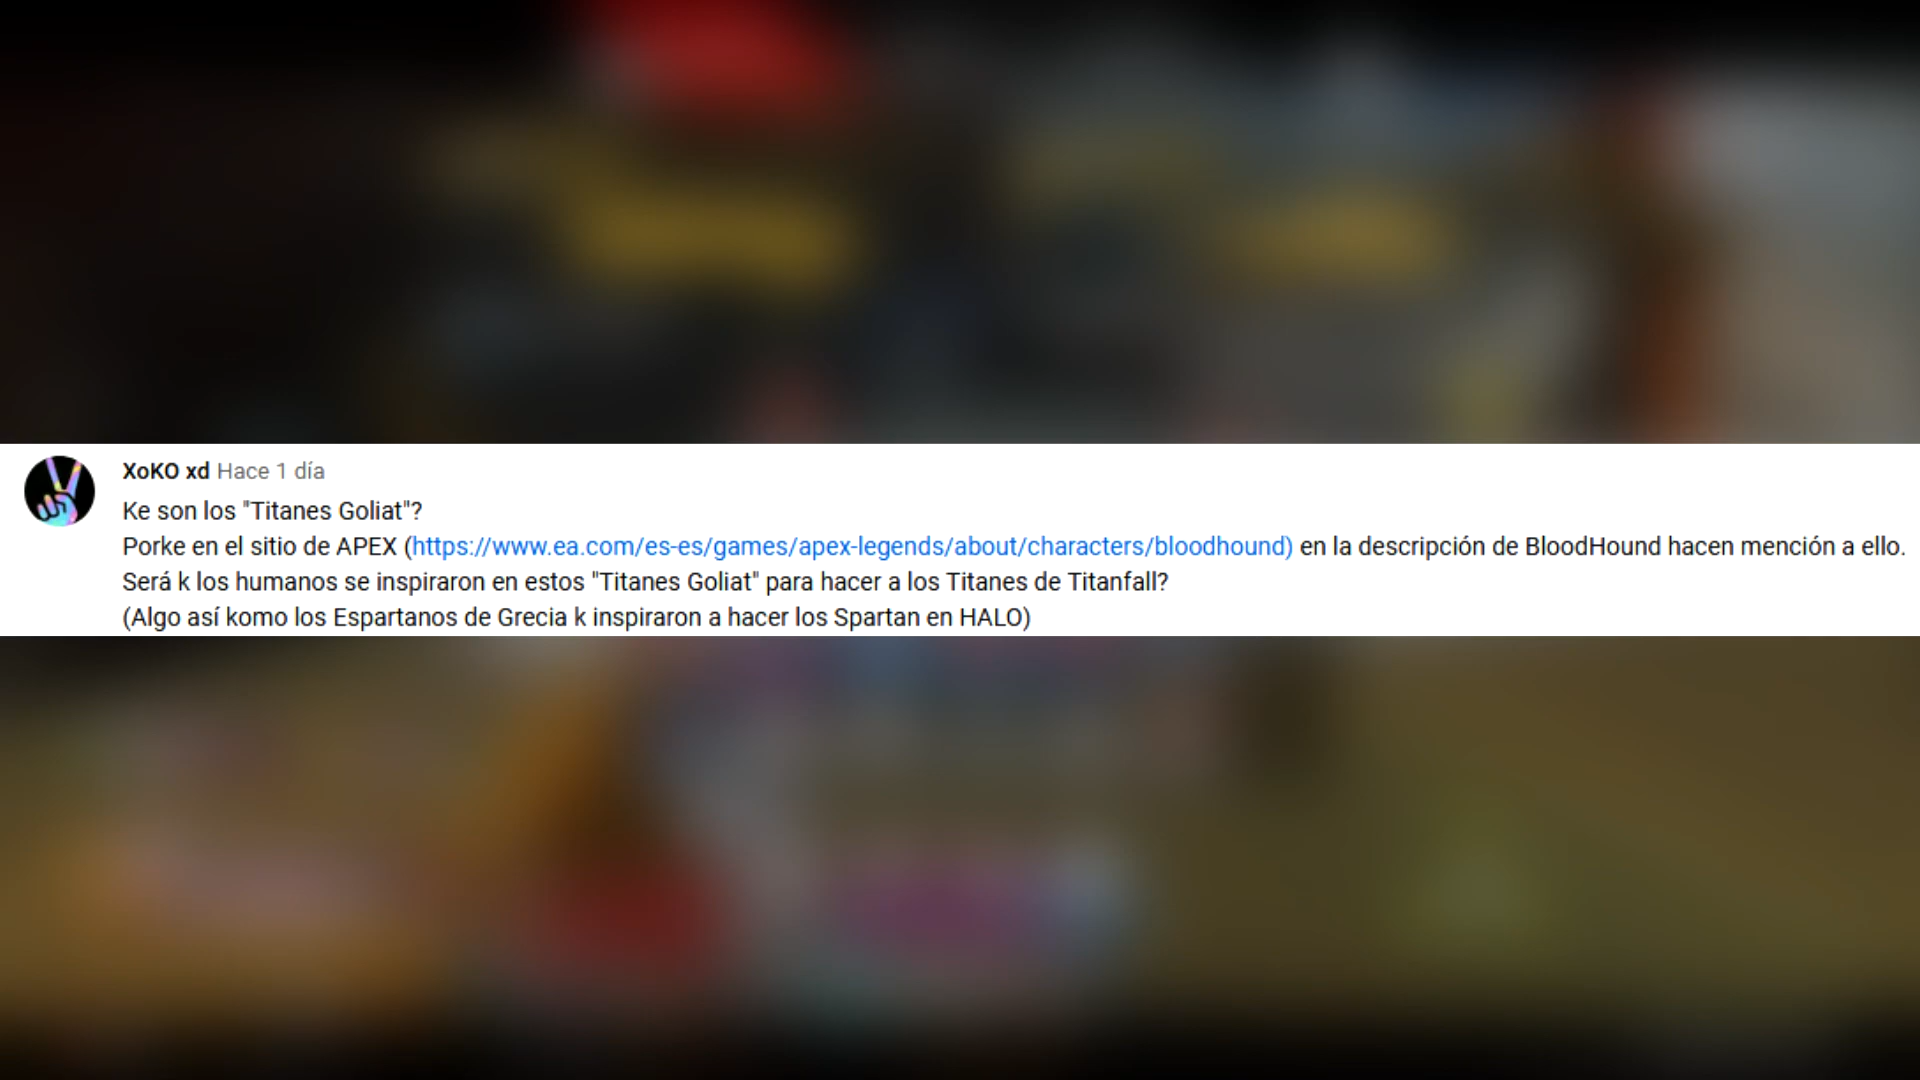 XoKO xd Hace 1 día
Ke son los "Titanes Goliat"?
Porke en el sitio de APEX (https://www.ea.com/es-es/games/apex-legends/about/characters/bloodhound) en la descripción de BloodHound hacen mención a ello.
Será k los humanos se inspiraron en estos "Titanes Goliat" para hacer a los Titanes de Titanfall?
(Algo así komo los Espartanos de Grecia k inspiraron a hacer los Spartan en HALO)